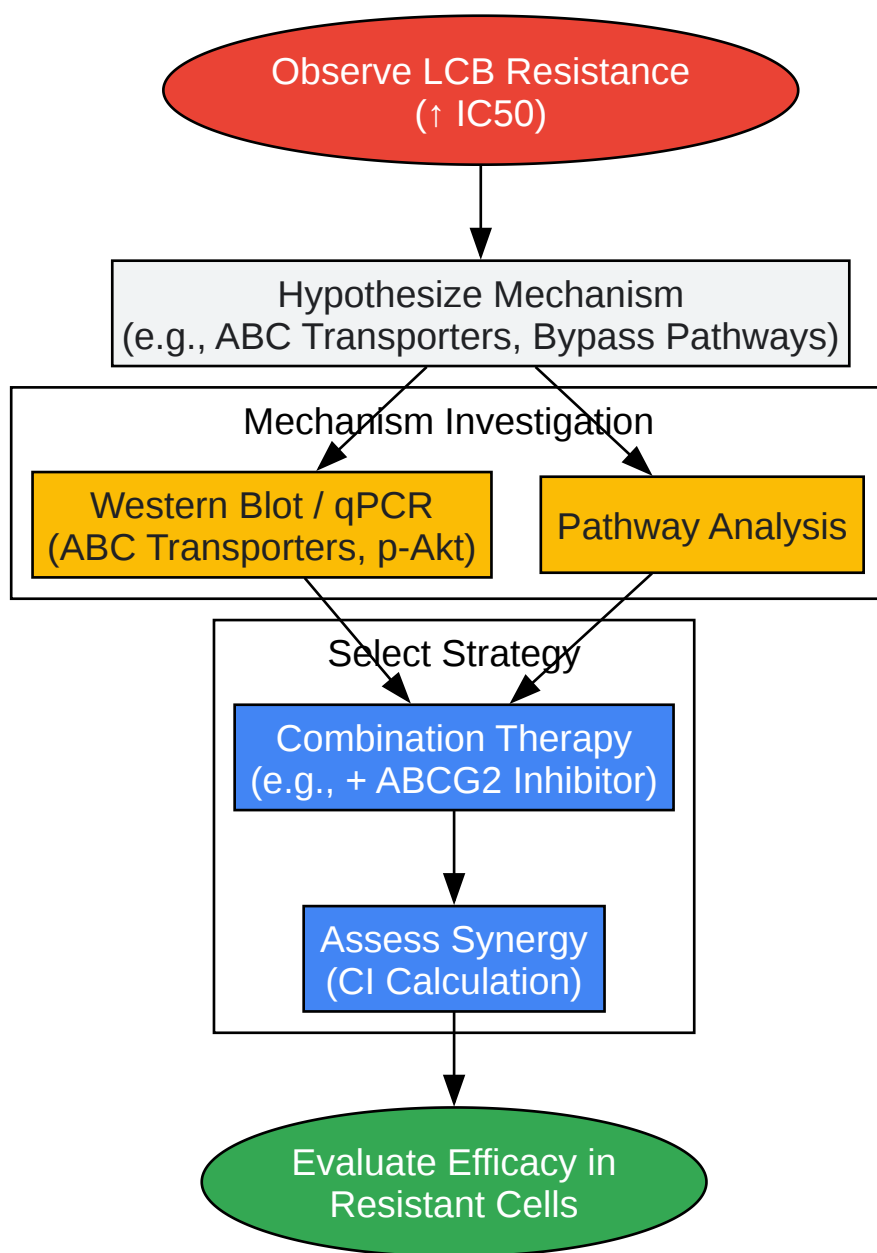 Observe LCB Resistance
(↑ IC50)
Hypothesize Mechanism
(e.g., ABC Transporters, Bypass Pathways)
Mechanism Investigation
Western Blot / qPCR
(ABC Transporters, p-Akt)
Pathway Analysis
Select Strategy
Combination Therapy
(e.g., + ABCG2 Inhibitor)
Assess Synergy
(CI Calculation)
Evaluate Efficacy in
Resistant Cells